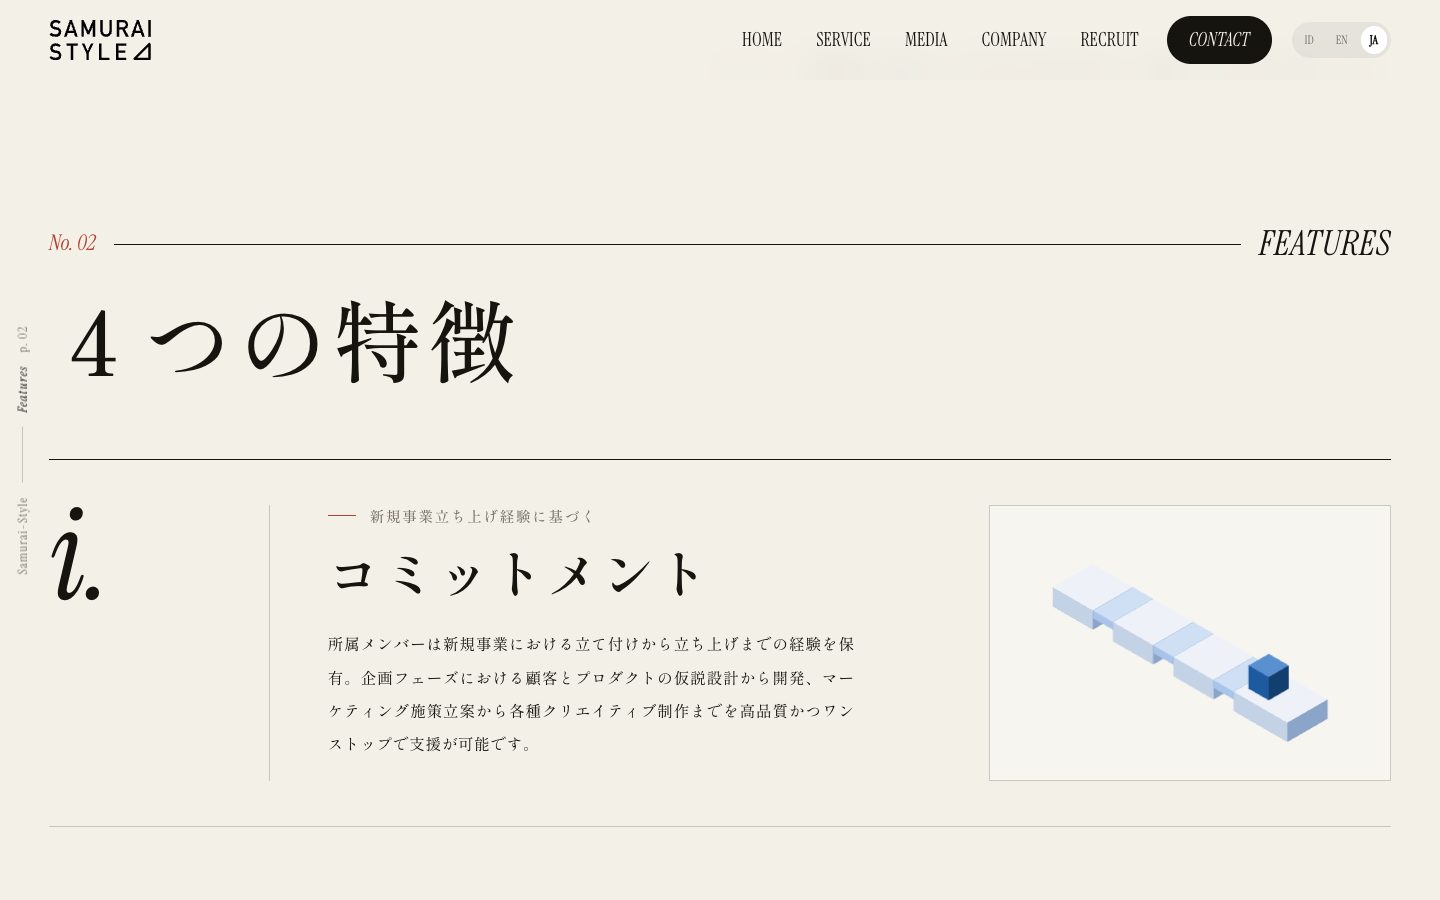 SAMURAI
STYLE
HOME SERVICE MEDIA COMPANY RECRUIT CONTACT ID EN JA
No. 02
FEATURES
4つの特徴
Samurai-Style Features p. 02
i.
新規事業立ち上げ経験に基づく
コミットメント
所属メンバーは新規事業における立て付けから立ち上げまでの経験を保
有。企画フェーズにおける顧客とプロダクトの仮説設計から開発、マー
ケティング施策立案から各種クリエイティブ制作までを高品質かつワン
ストップで支援が可能です。